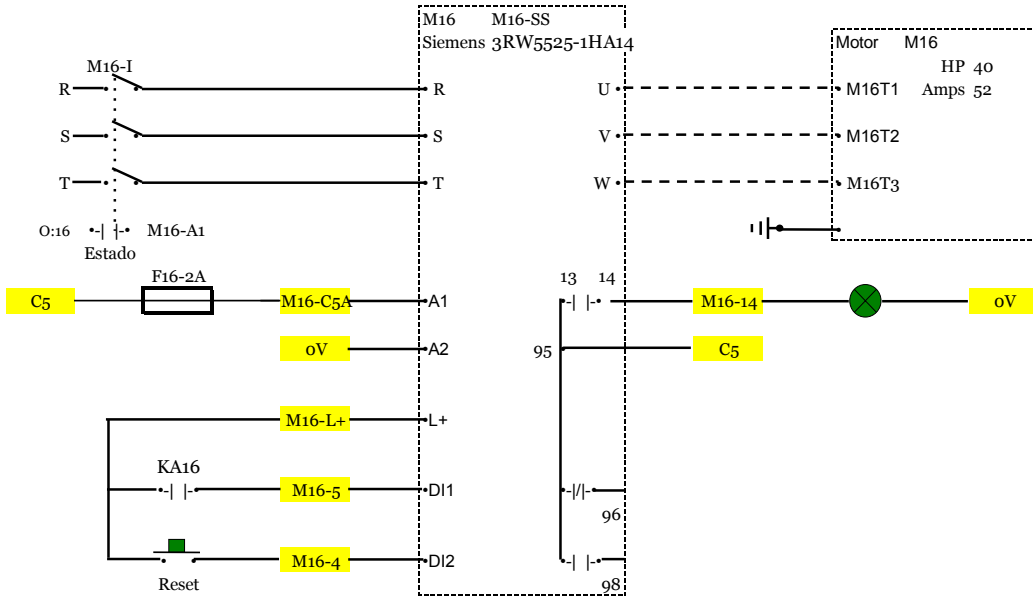 M16 M16-SS
Siemens 3RW5525-1HA14
Motor M16
HP 40
Amps 52
M16-I
R R U M16T1
S S V M16T2
T T W M16T3
O:16 M16-A1
Estado
F16-2A
13 14
C5 M16-C5A A1 M16-14 0V
0V A2 95 C5
M16-L+ L+
KA16
M16-5 DI1
96
M16-4 DI2
Reset 98